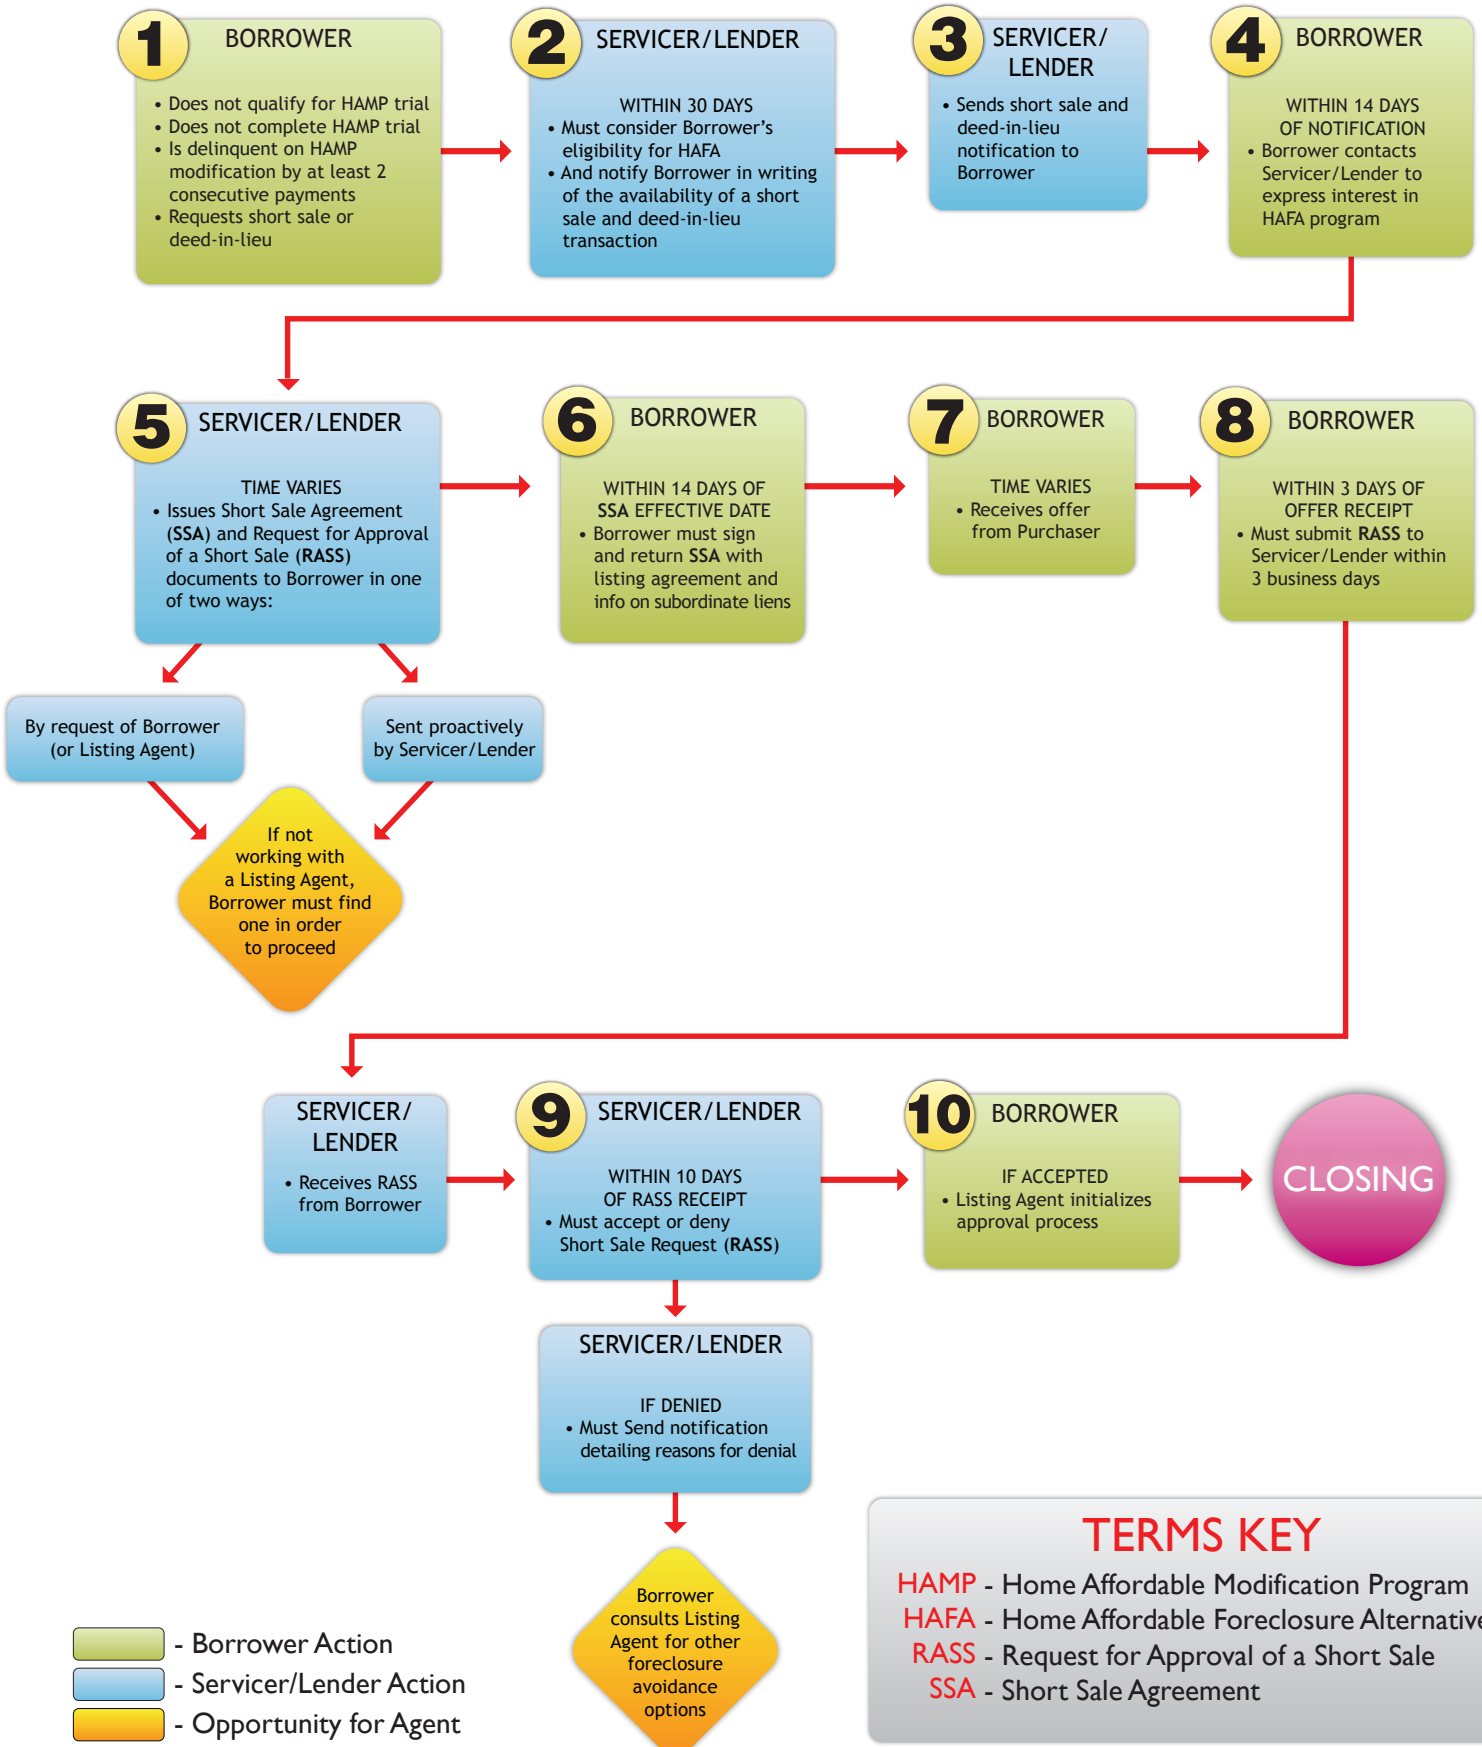 1
BORROWER
• Does not qualify for HAMP trial
• Does not complete HAMP trial
• Is delinquent on HAMP
modification by at least 2
consecutive payments
• Requests short sale or
deed-in-lieu
2
SERVICER/LENDER
WITHIN 30 DAYS
• Must consider Borrower's
eligibility for HAFA
• And notify Borrower in writing
of the availability of a short
sale and deed-in-lieu
transaction
3
SERVICER/
LENDER
• Sends short sale and
deed-in-lieu
notification to
Borrower
4
BORROWER
WITHIN 14 DAYS
OF NOTIFICATION
• Borrower contacts
Servicer/Lender to
express interest in
HAFA program
5
SERVICER/LENDER
TIME VARIES
• Issues Short Sale Agreement
(SSA) and Request for Approval
of a Short Sale (RASS)
documents to Borrower in one
of two ways:
6
BORROWER
WITHIN 14 DAYS OF
SSA EFFECTIVE DATE
• Borrower must sign
and return SSA with
listing agreement and
info on subordinate liens
7
BORROWER
TIME VARIES
• Receives offer
from Purchaser
8
BORROWER
WITHIN 3 DAYS OF
OFFER RECEIPT
• Must submit RASS to
Servicer/Lender within
3 business days
By request of Borrower
(or Listing Agent)
Sent proactively
by Servicer/Lender
If not
working with
a Listing Agent,
Borrower must find
one in order
to proceed
SERVICER/
LENDER
• Receives RASS
from Borrower
9
SERVICER/LENDER
WITHIN 10 DAYS
OF RASS RECEIPT
• Must accept or deny
Short Sale Request (RASS)
10
BORROWER
IF ACCEPTED
• Listing Agent initializes
approval process
CLOSING
SERVICER/LENDER
IF DENIED
• Must Send notification
detailing reasons for denial
Borrower
consults Listing
Agent for other
foreclosure
avoidance
options
- Borrower Action
- Servicer/Lender Action
- Opportunity for Agent
TERMS KEY
HAMP - Home Affordable Modification Program
HAFA - Home Affordable Foreclosure Alternative
RASS - Request for Approval of a Short Sale
SSA - Short Sale Agreement